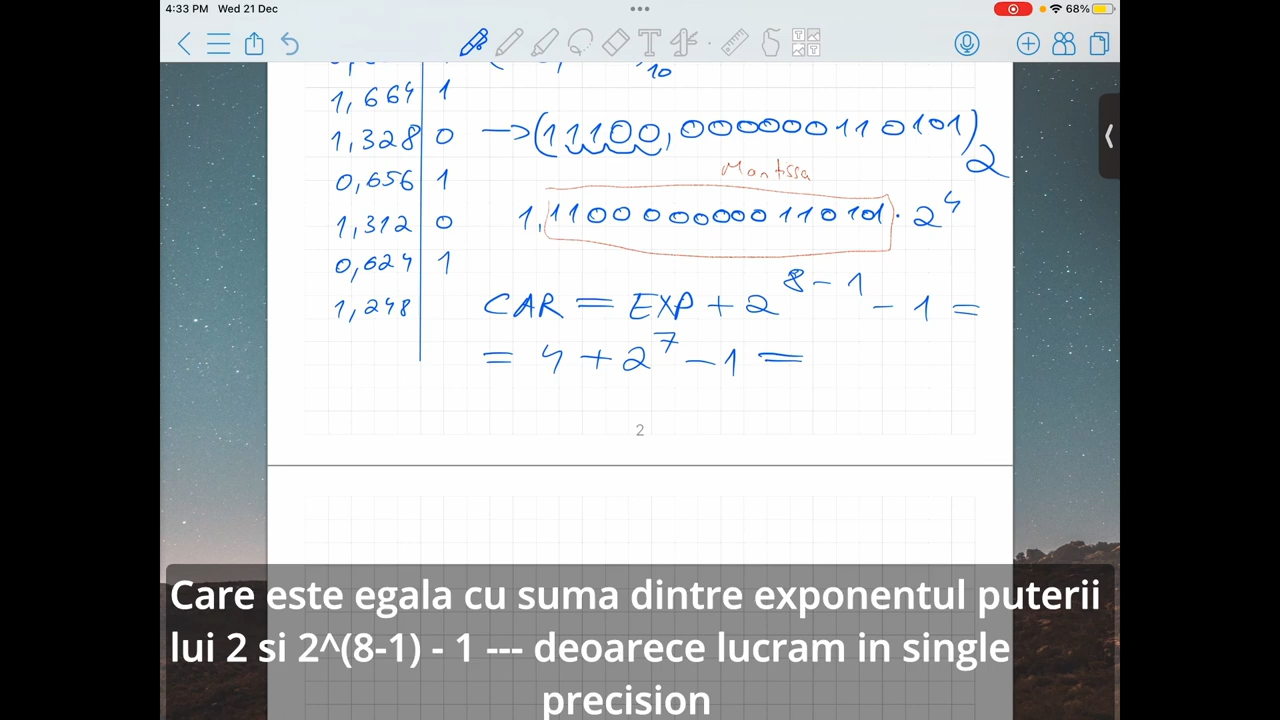 4:33 PM Wed 21 Dec
68%
10
1,664 1
1,328 0
0,656 1
1,312 0
0,624 1
1,248
→(11100,000000110101)2
Mantissa
1,1100000000110101 · 2^4
CAR = EXP + 2^8-1 - 1 =
= 4 + 2^7 - 1 =
2
Care este egala cu suma dintre exponentul puterii
lui 2 si 2^(8-1) - 1 --- deoarece lucram in single
precision